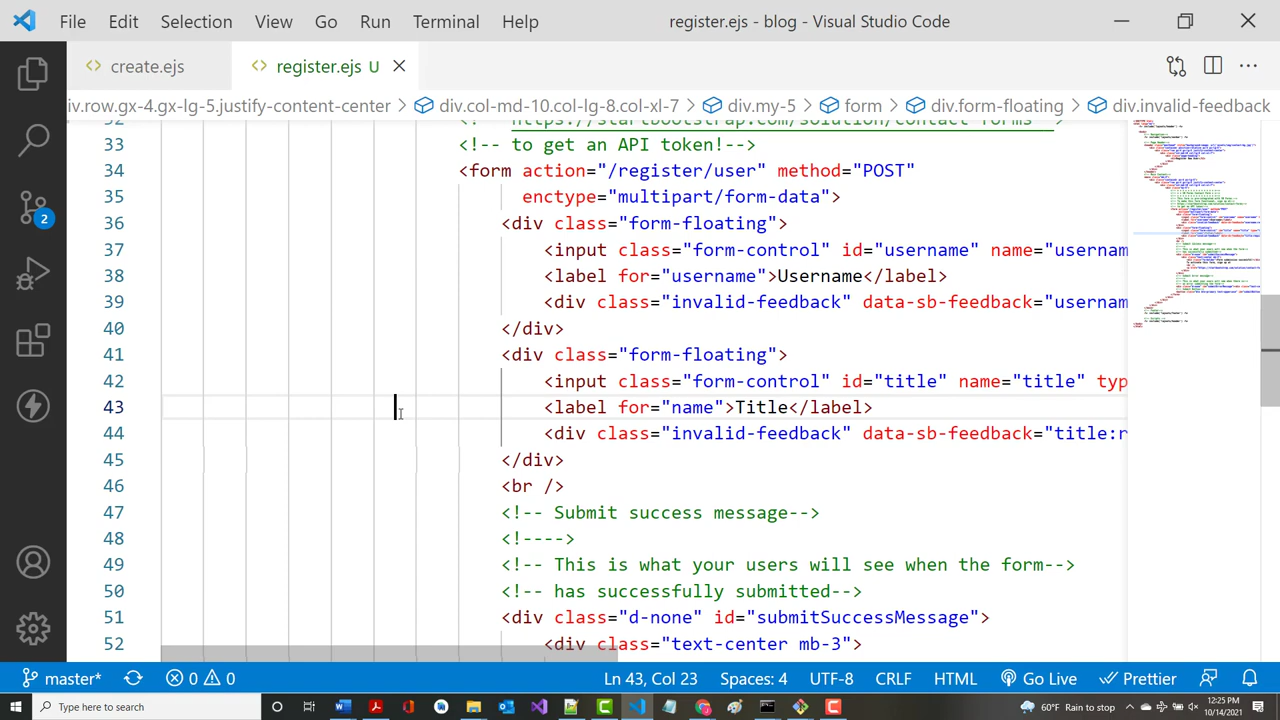 File Edit Selection View Go Run Terminal Help register.ejs - blog - Visual Studio Code
create.ejs register.ejs U
iv.row.gx-4.gx-lg-5.justify-content-center > div.col-md-10.col-lg-8.col-xl-7 > div.my-5 > form > div.form-floating > div.invalid-feedback
32 <!-- https://startbootstrap.com/solution/contact-forms-->
33 <!-- to get an API token!-->
34 <form action="/register/user" method="POST"
35 enctype="multipart/form-data">
36 <div class="form-floating">
37 <input class="form-control" id="username" name="usernam
38 <label for="username">Username</label>
39 <div class="invalid-feedback" data-sb-feedback="usernam
40 </div>
41 <div class="form-floating">
42 <input class="form-control" id="title" name="title" typ
43 <label for="name">Title</label>
44 <div class="invalid-feedback" data-sb-feedback="title:r
45 </div>
46 <br />
47 <!-- Submit success message-->
48 <!---->
49 <!-- This is what your users will see when the form-->
50 <!-- has successfully submitted-->
51 <div class="d-none" id="submitSuccessMessage">
52 <div class="text-center mb-3">
2
master* 0 0 Ln 43, Col 23 Spaces: 4 UTF-8 CRLF HTML Go Live Prettier
Type here to search 60°F Rain to stop 12:25 PM
10/14/2021